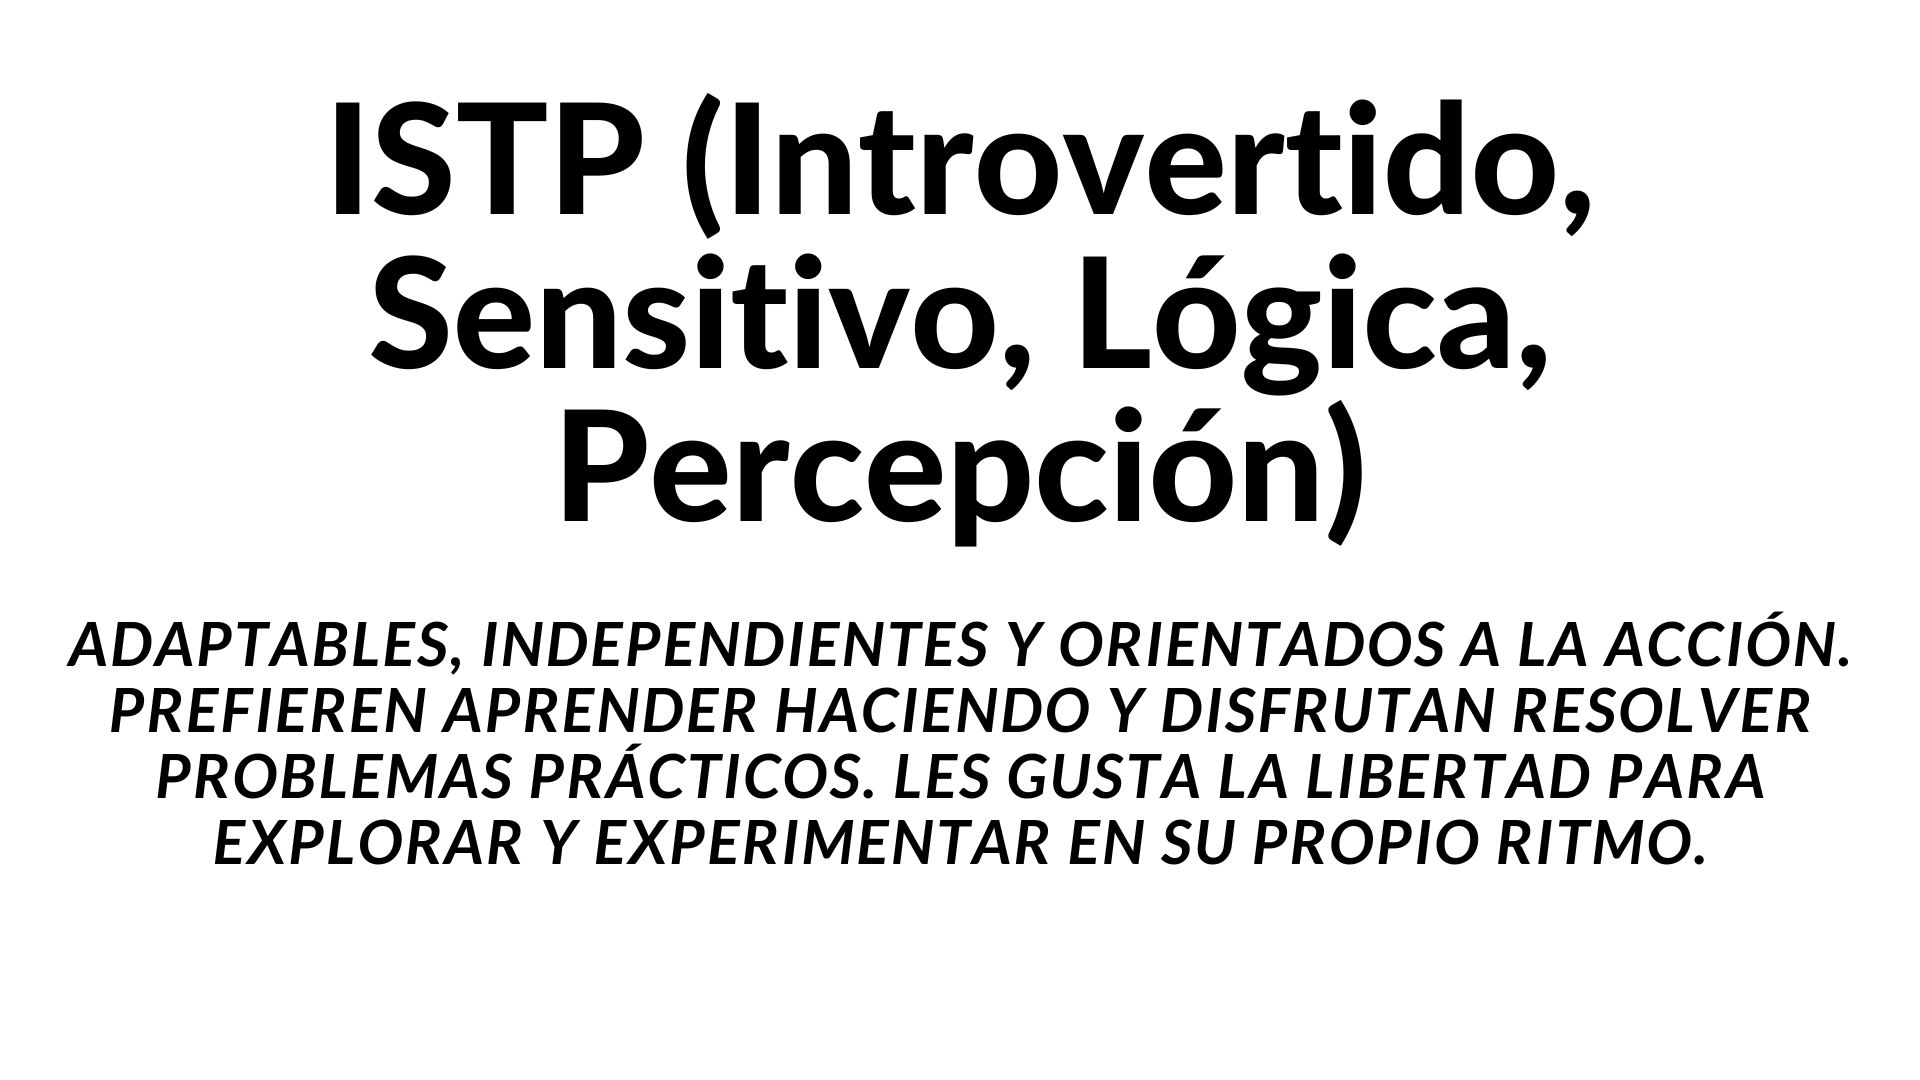 ISTP (Introvertido,
Sensitivo, Lógica,
Percepción)
ADAPTABLES, INDEPENDIENTES Y ORIENTADOS A LA ACCIÓN.
PREFIEREN APRENDER HACIENDO Y DISFRUTAN RESOLVER
PROBLEMAS PRÁCTICOS. LES GUSTA LA LIBERTAD PARA
EXPLORAR Y EXPERIMENTAR EN SU PROPIO RITMO.